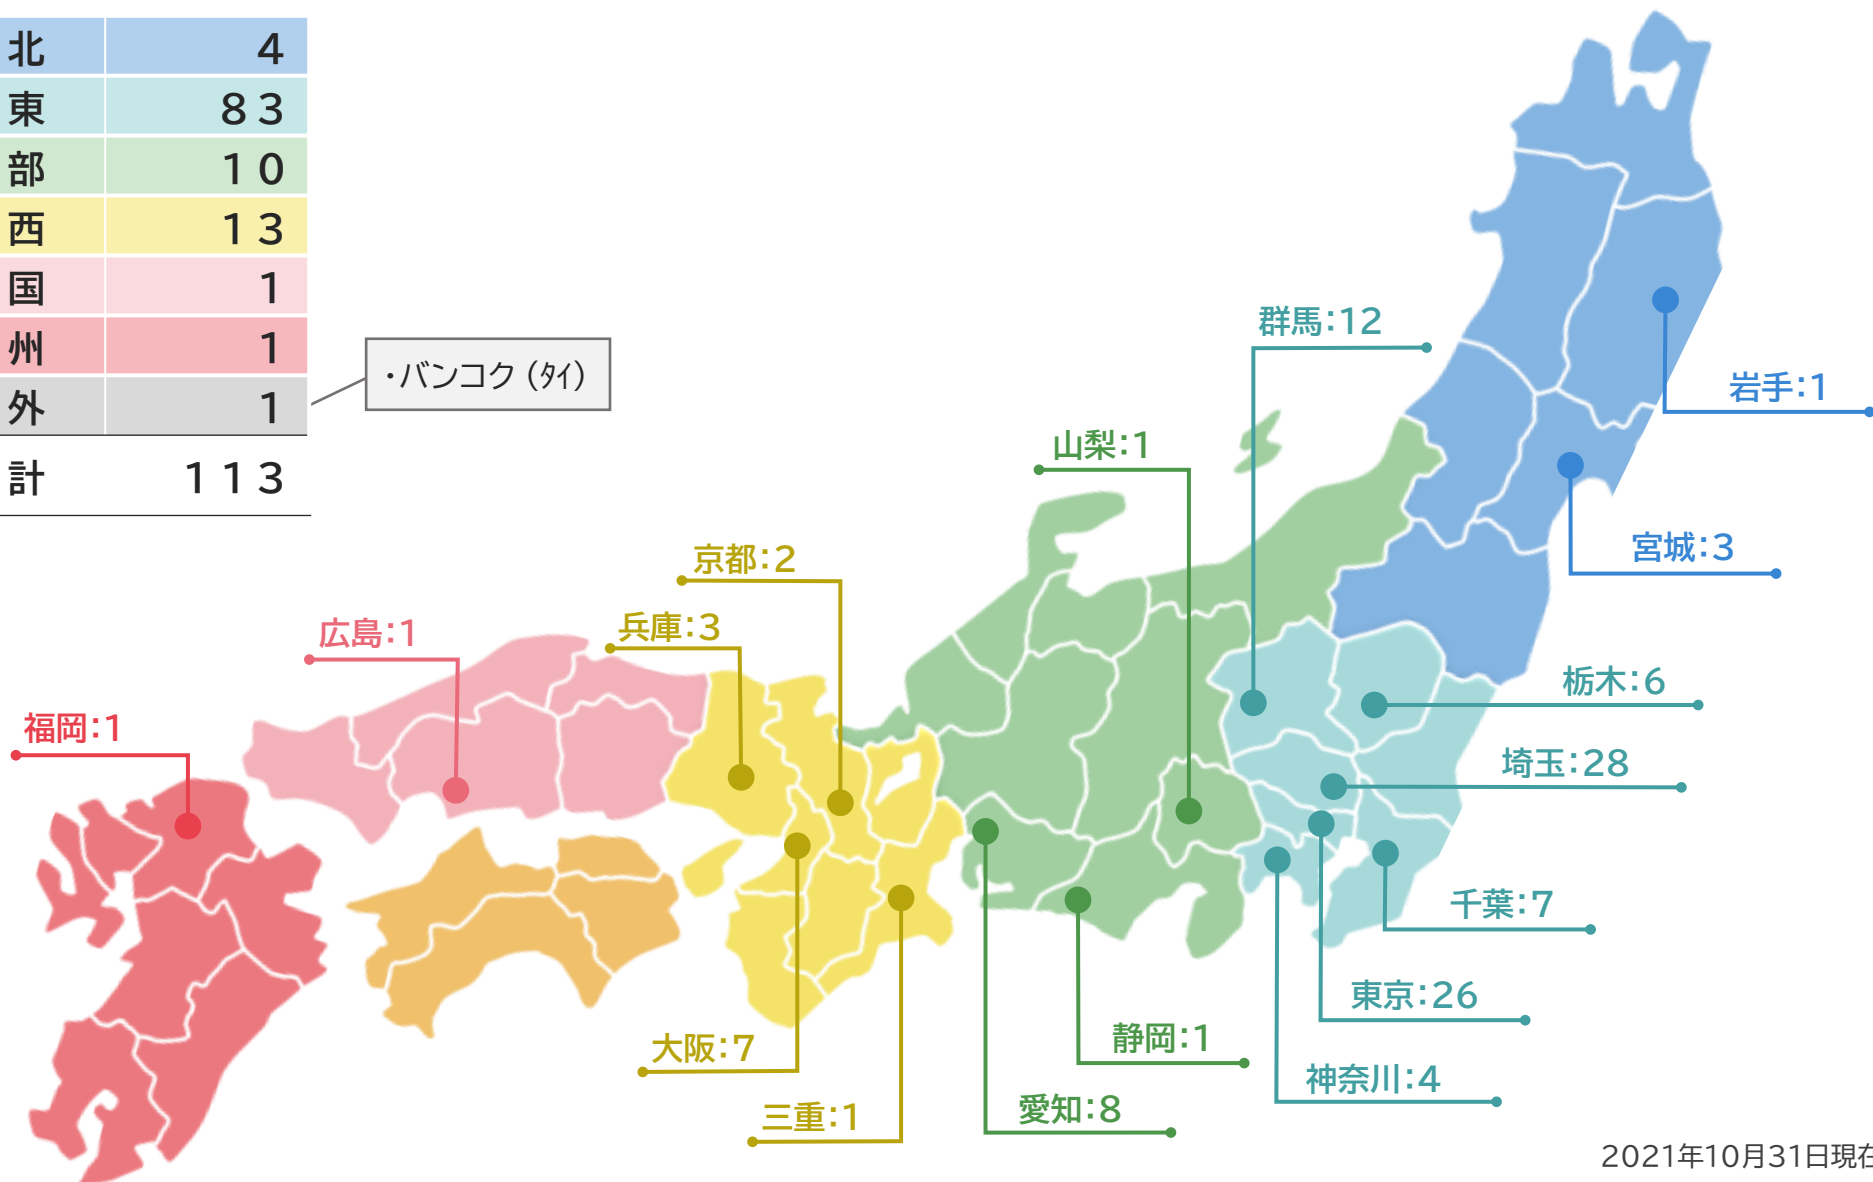 北 4
東 83
部 10
西 13
国 1
州 1
外 1
計 113
・バンコク（ﾀｲ）
群馬：12
岩手：1
山梨：1
宮城：3
京都：2
兵庫：3
広島：1
栃木：6
福岡：1
埼玉：28
千葉：7
東京：26
静岡：1
大阪：7
神奈川：4
愛知：8
三重：1
2021年10月31日現在